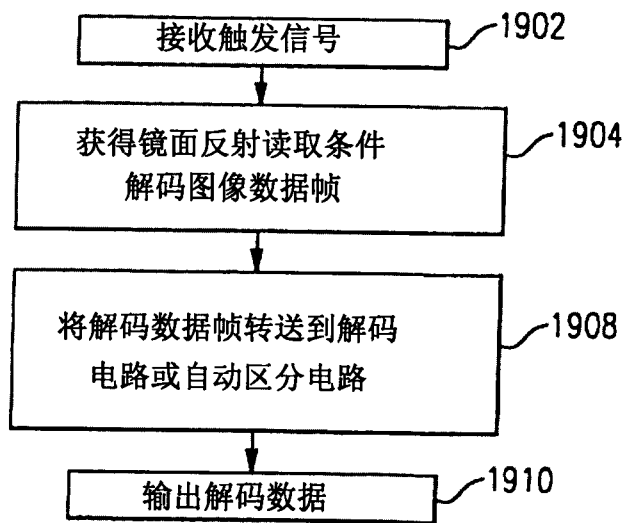 接收触发信号
1902
获得镜面反射读取条件
解码图像数据帧
1904
将解码数据帧转送到解码
电路或自动区分电路
1908
输出解码数据
1910